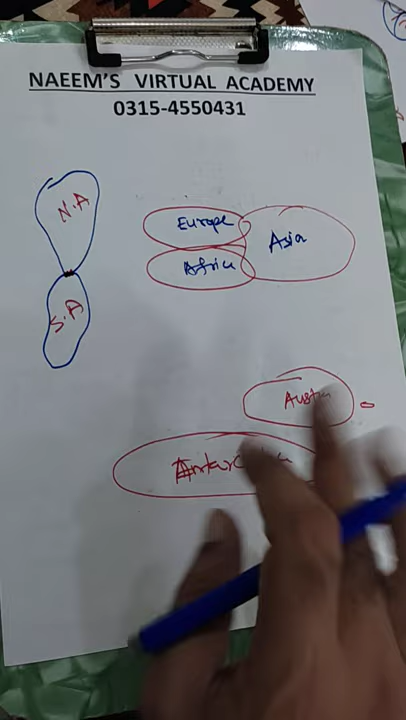 NAEEM'S VIRTUAL ACADEMY
0315-4550431
N.A
S.A
Europe
Asia
Africa